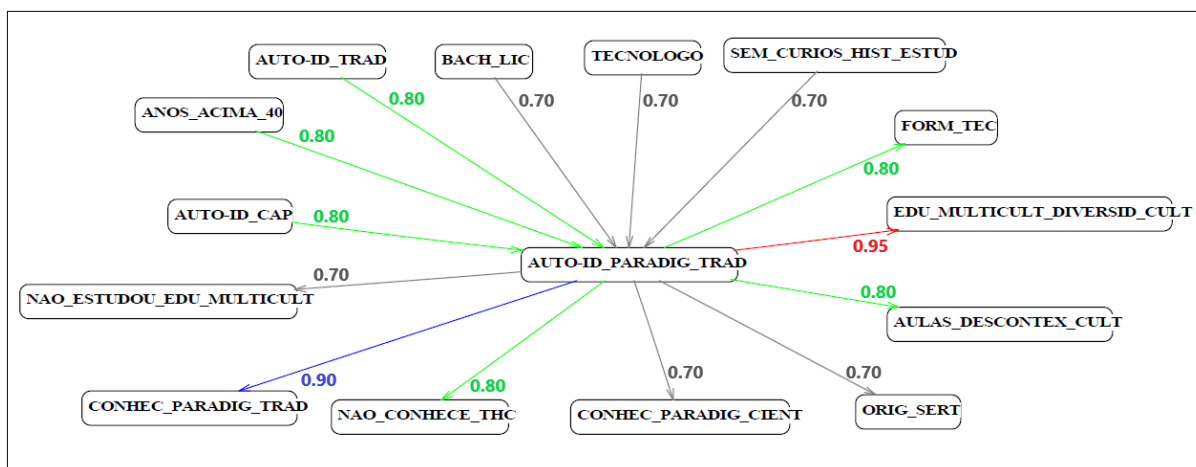 SEM_CURIOS_HIST_ESTUD
AUTO-ID_TRAD
BACH_LIC
TECNOLOGO
0.80
0.70
0.70
0.70
ANOS_ACIMA_40
0.80
FORM_TEC
0.80
AUTO-ID_CAP
0.80
EDU_MULTICULT_DIVERSID_CULT
0.95
AUTO-ID_PARADIG_TRAD
0.70
NAO_ESTUDOU_EDU_MULTICULT
0.80
AULAS_DESCONTEX_CULT
0.90
0.80
0.70
0.70
CONHEC_PARADIG_TRAD
NAO_CONHECE_THC
CONHEC_PARADIG_CIENT
ORIG_SERT